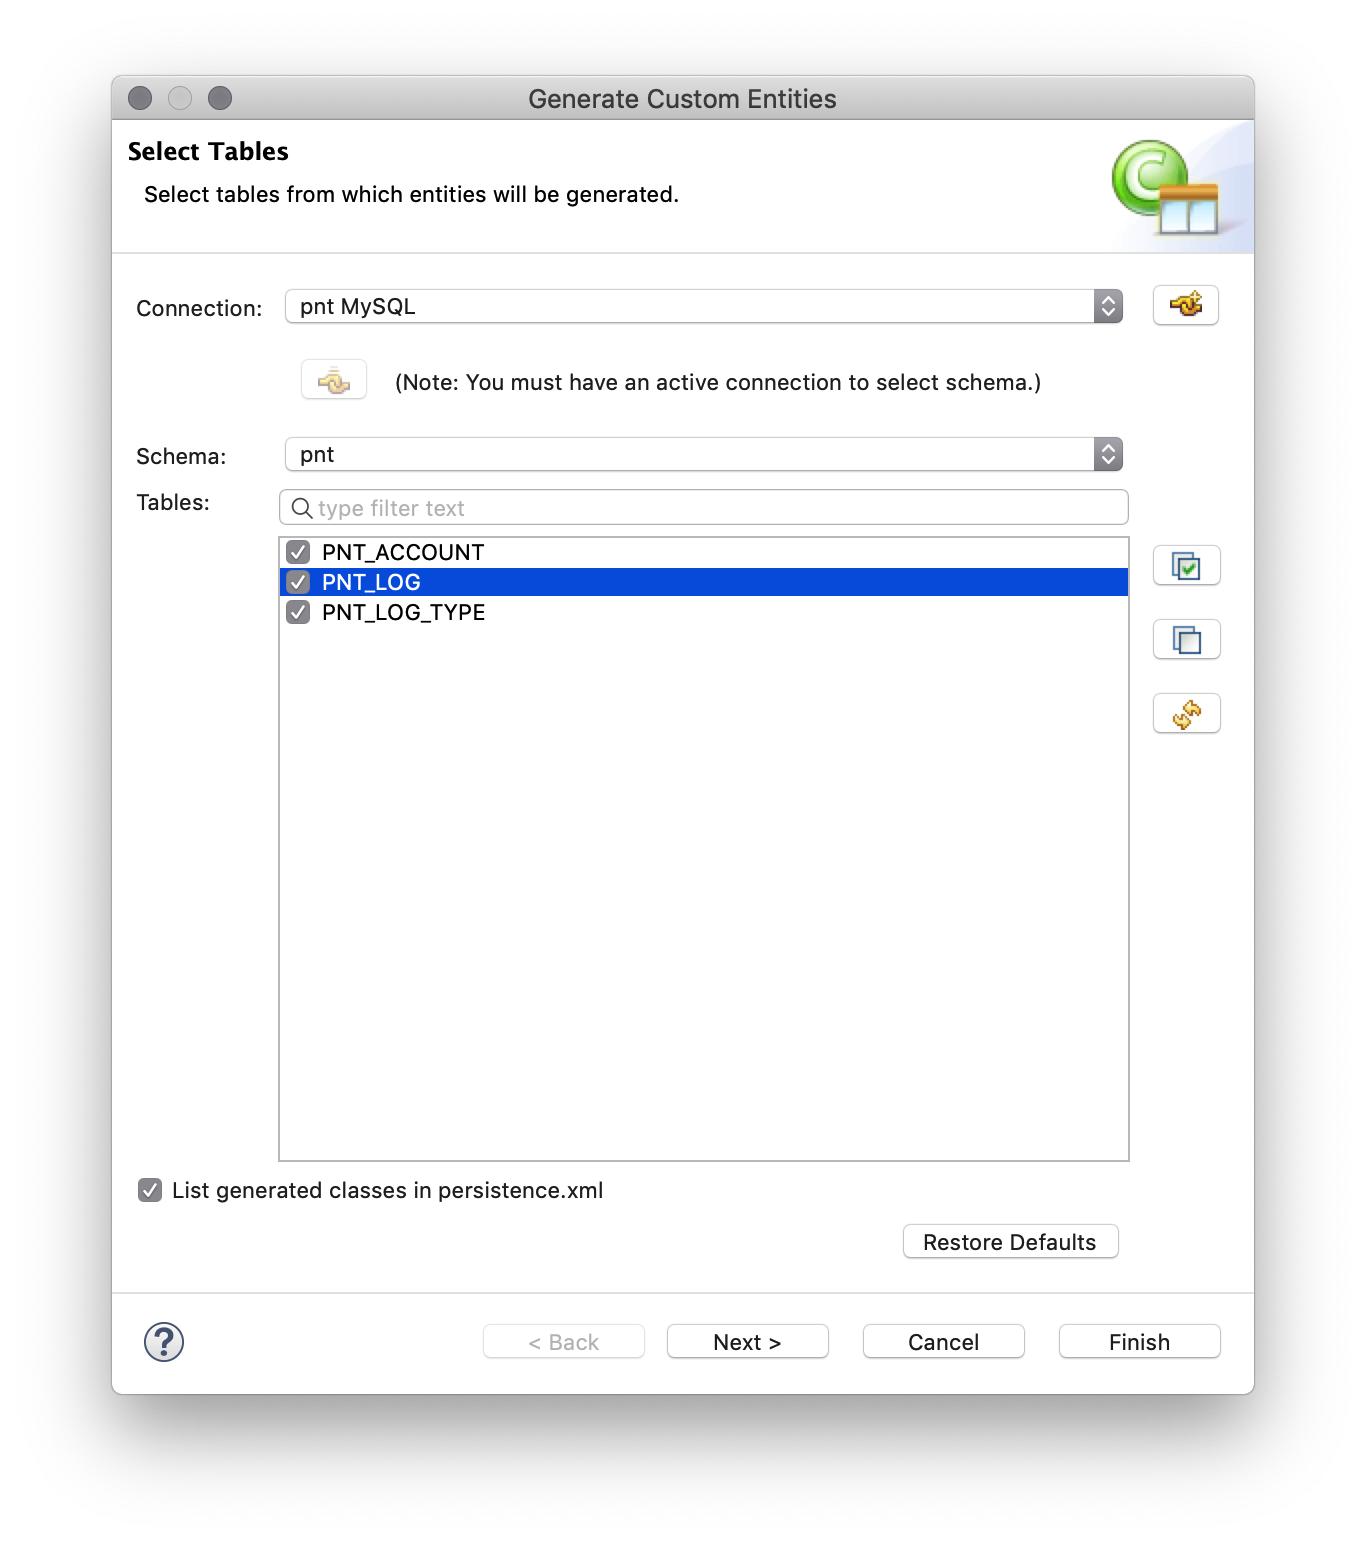 Generate Custom Entities
Select Tables
Select tables from which entities will be generated.
Connection: pnt MySQL
(Note: You must have an active connection to select schema.)
Schema: pnt
Tables: type filter text
PNT_ACCOUNT
PNT_LOG
PNT_LOG_TYPE
List generated classes in persistence.xml
Restore Defaults
? < Back Next > Cancel Finish